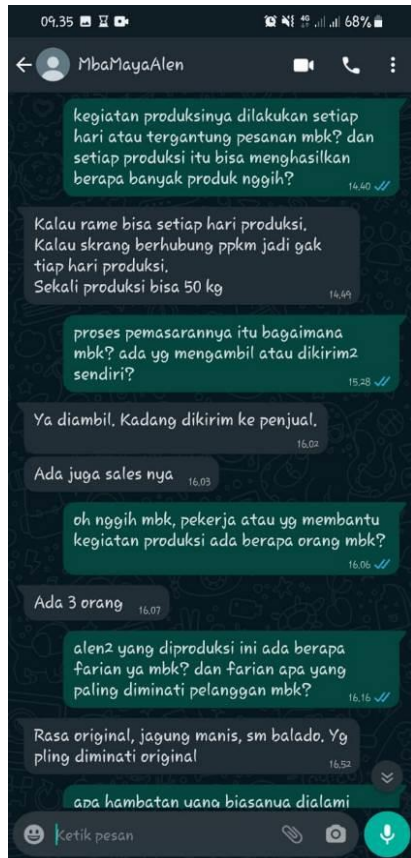 09.35
4G
68%
MbaMayaAlen
kegiatan produksinya dilakukan setiap
hari atau tergantung pesanan mbk? dan
setiap produksi itu bisa menghasilkan
berapa banyak produk nggih?
14.40
Kalau rame bisa setiap hari produksi.
Kalau skrang berhubung ppkm jadi gak
tiap hari produksi.
Sekali produksi bisa 50 kg
14.49
proses pemasarannya itu bagaimana
mbk? ada yg mengambil atau dikirim2
sendiri?
15.28
Ya diambil. Kadang dikirim ke penjual.
16.02
Ada juga sales nya
16.03
oh nggih mbk, pekerja atau yg membantu
kegiatan produksi ada berapa orang mbk?
16.06
Ada 3 orang
16.07
alen2 yang diproduksi ini ada berapa
farian ya mbk? dan farian apa yang
paling diminati pelanggan mbk?
16.16
Rasa original, jagung manis, sm balado. Yg
pling diminati original
16.52
apa hambatan yang biasanya dialami
Ketik pesan